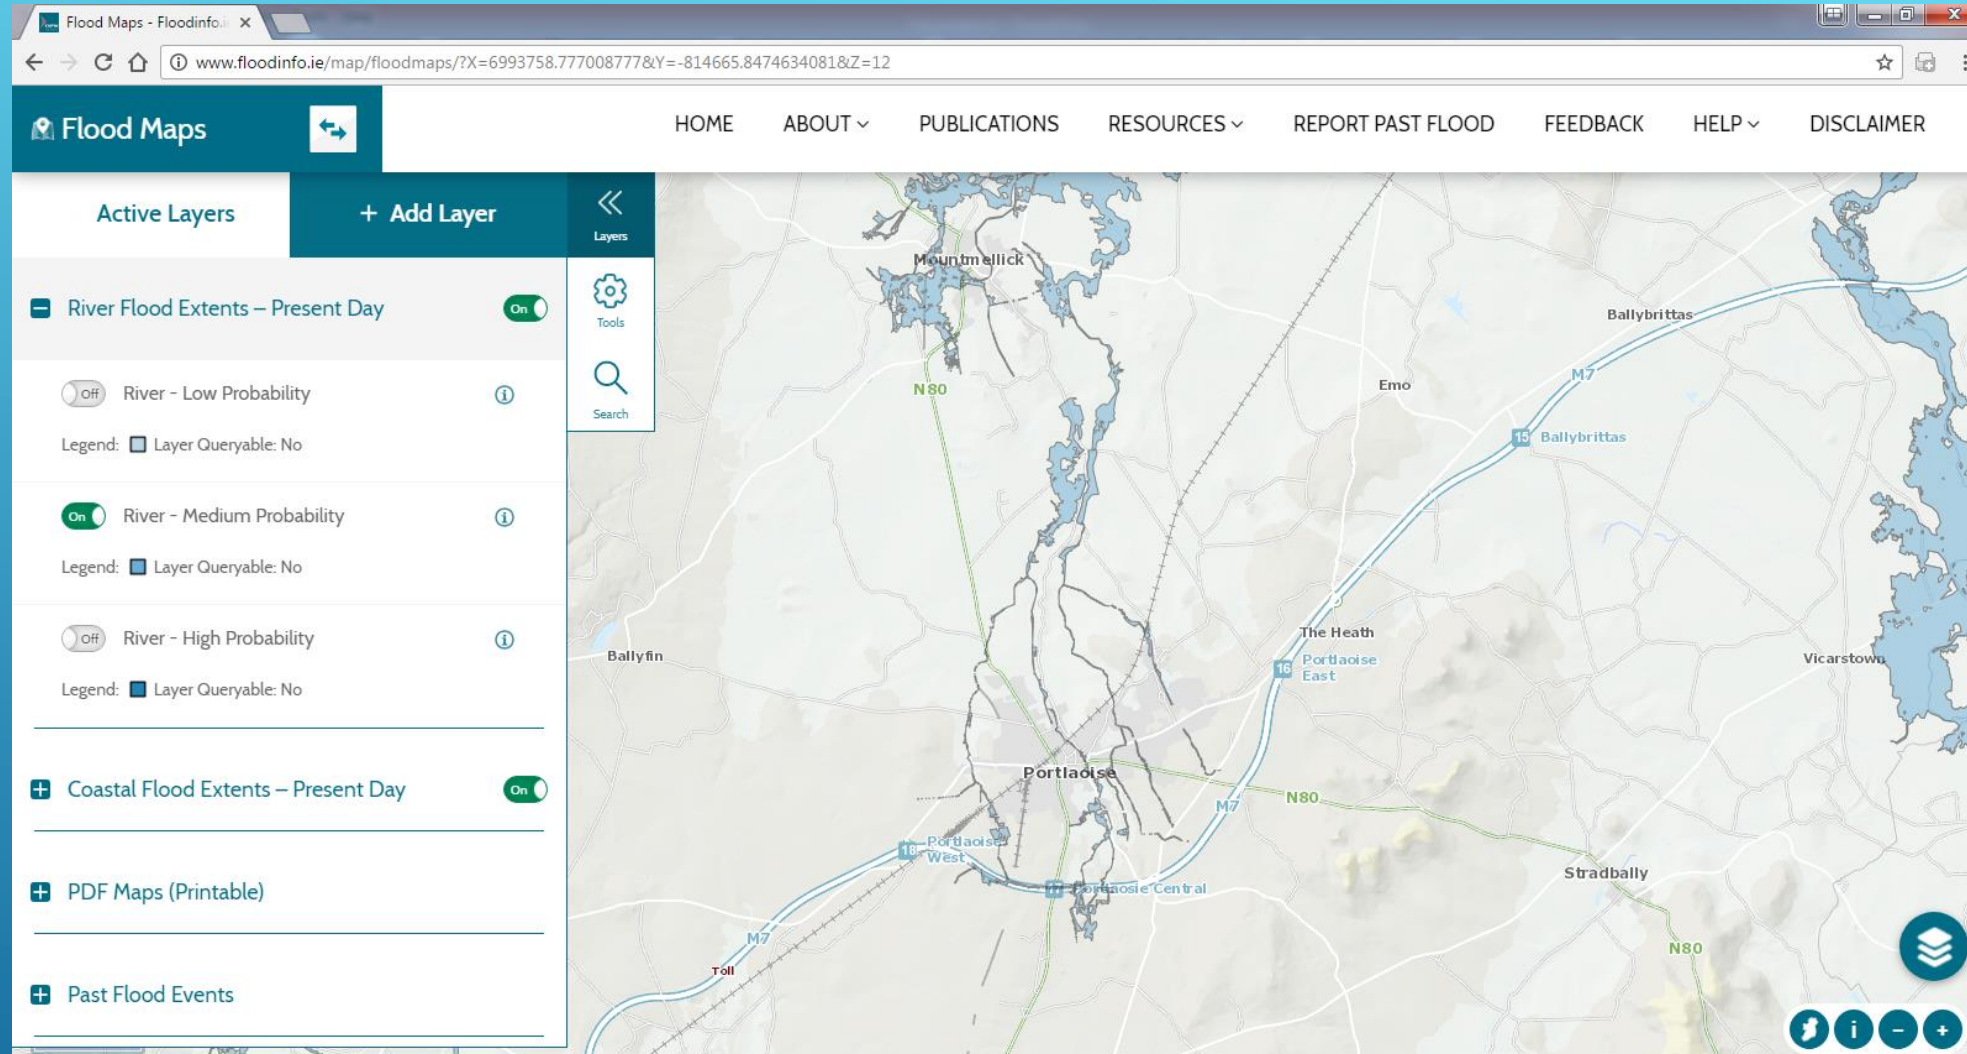 Flood Maps - Floodinfo.i
www.floodinfo.ie/map/floodmaps/?X=6993758.777008777&Y=-814665.8474634081&Z=12
Flood Maps
HOME ABOUT PUBLICATIONS RESOURCES REPORT PAST FLOOD FEEDBACK HELP DISCLAIMER
Active Layers
+ Add Layer
Layers
Tools
Search
River Flood Extents – Present Day
On
Off River - Low Probability
Legend: Layer Queryable: No
On River - Medium Probability
Legend: Layer Queryable: No
Off River - High Probability
Legend: Layer Queryable: No
Coastal Flood Extents – Present Day
On
PDF Maps (Printable)
Past Flood Events
Mountmellick
N80
Ballybrittas
M7
Emo
15 Ballybrittas
The Heath
16 Portlaoise
East
Ballyfin
Vicarstown
Portlaoise
M7
N80
18 Portlaoise
West
17 Portlaosie Central
Stradbally
M7
Toll
N80